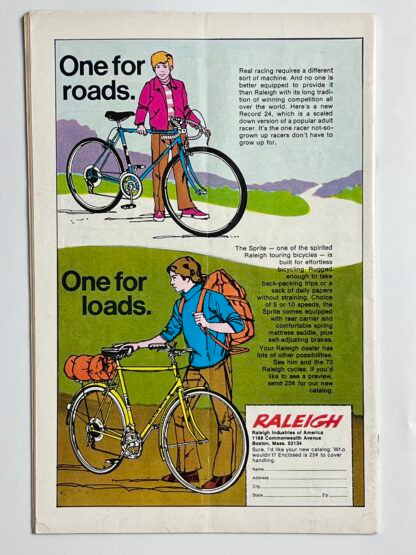 One for
roads.
Real racing requires a different
sort of machine. And no one is
better equipped to provide it
than Raleigh with its long tradi-
tion of winning competition all
over the world. Here's a new
Record 24, which is a scaled
down version of a popular adult
racer. It's the one racer not-so-
grown up racers don't have to
grow up for.
The Sprite — one of the spirited
Raleigh touring bicycles — is
built for effortless
bicycling. Rugged
enough to take
back-packing trips or a
sack of daily papers
without straining. Choice
of 5 or 10 speeds, the
Sprite comes equipped
with rear carrier and
comfortable spring
mattress saddle, plus
self-adjusting brakes.
Your Raleigh dealer has
lots of other possibilities.
See him and the 73
Raleigh cycles. If you'd
like to see a preview,
send 25¢ for our new
catalog.
One for
loads.
RALEIGH
Raleigh Industries of America
1168 Commonwealth Avenue
Boston, Mass. 02134
Sure, I'd like your new catalog. Who
wouldn't? Enclosed is 25¢ to cover
handling.
Name
Address
City
State Zip